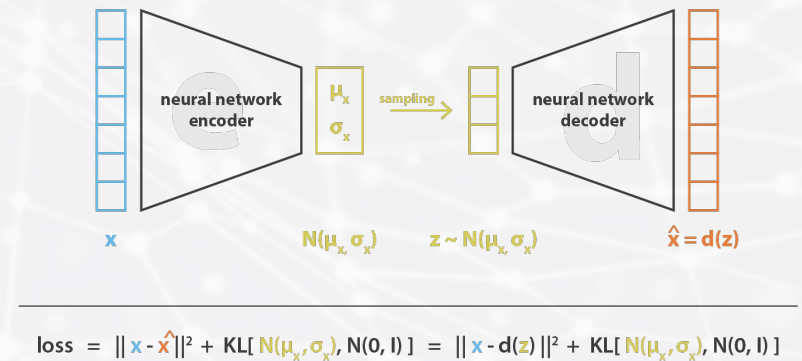 e
neural network
encoder
μₓ
σₓ
sampling
d
neural network
decoder
x
N(μₓ, σₓ)
z ~ N(μₓ, σₓ)
x̂ = d(z)
loss = || x - x̂ ||² + KL[ N(μₓ, σₓ), N(0, I) ] = || x - d(z) ||² + KL[ N(μₓ, σₓ), N(0, I) ]